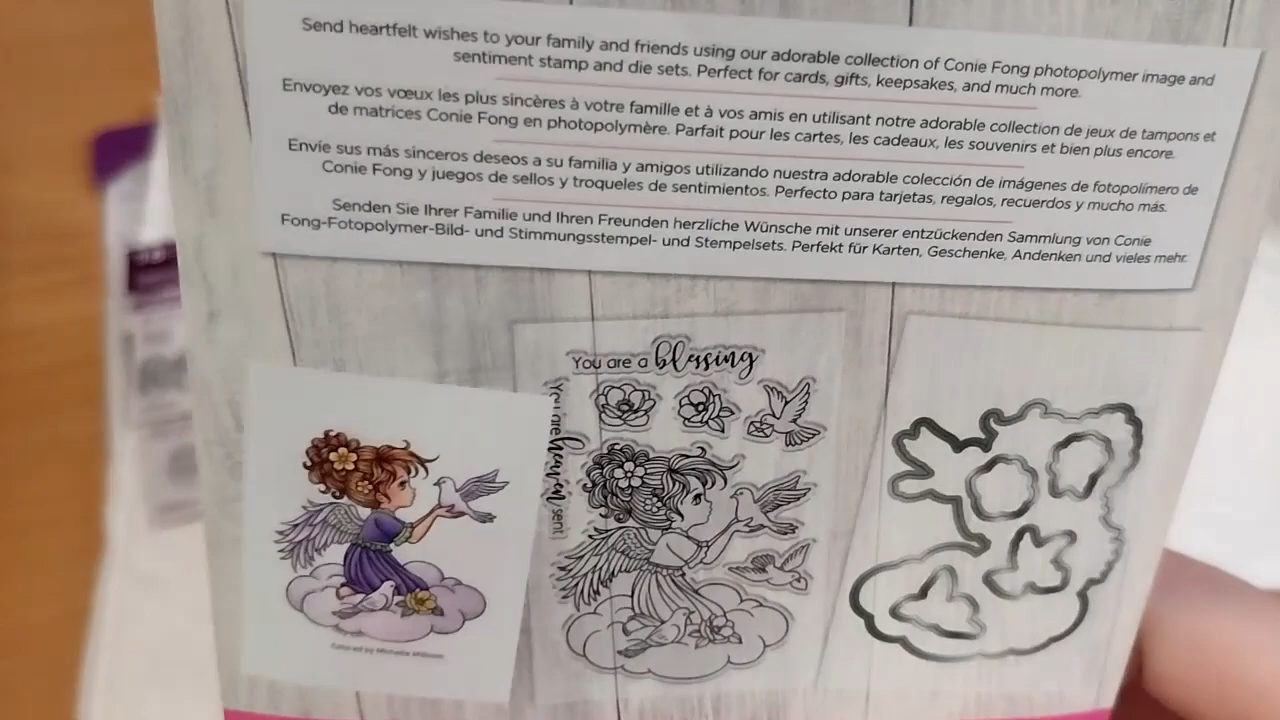 Send heartfelt wishes to your family and friends using our adorable collection of Conie Fong photopolymer image and
sentiment stamp and die sets. Perfect for cards, gifts, keepsakes, and much more.
Envoyez vos vœux les plus sincères à votre famille et à vos amis en utilisant notre adorable collection de jeux de tampons et
de matrices Conie Fong en photopolymère. Parfait pour les cartes, les cadeaux, les souvenirs et bien plus encore.
Envíe sus más sinceros deseos a su familia y amigos utilizando nuestra adorable colección de imágenes de fotopolímero de
Conie Fong y juegos de sellos y troqueles de sentimientos. Perfecto para tarjetas, regalos, recuerdos y mucho más.
Senden Sie Ihrer Familie und Ihren Freunden herzliche Wünsche mit unserer entzückenden Sammlung von Conie
Fong-Fotopolymer-Bild- und Stimmungsstempel- und Stempelsets. Perfekt für Karten, Geschenke, Andenken und vieles mehr.
You are a blessing
You are heaven sent
Colored by Michelle